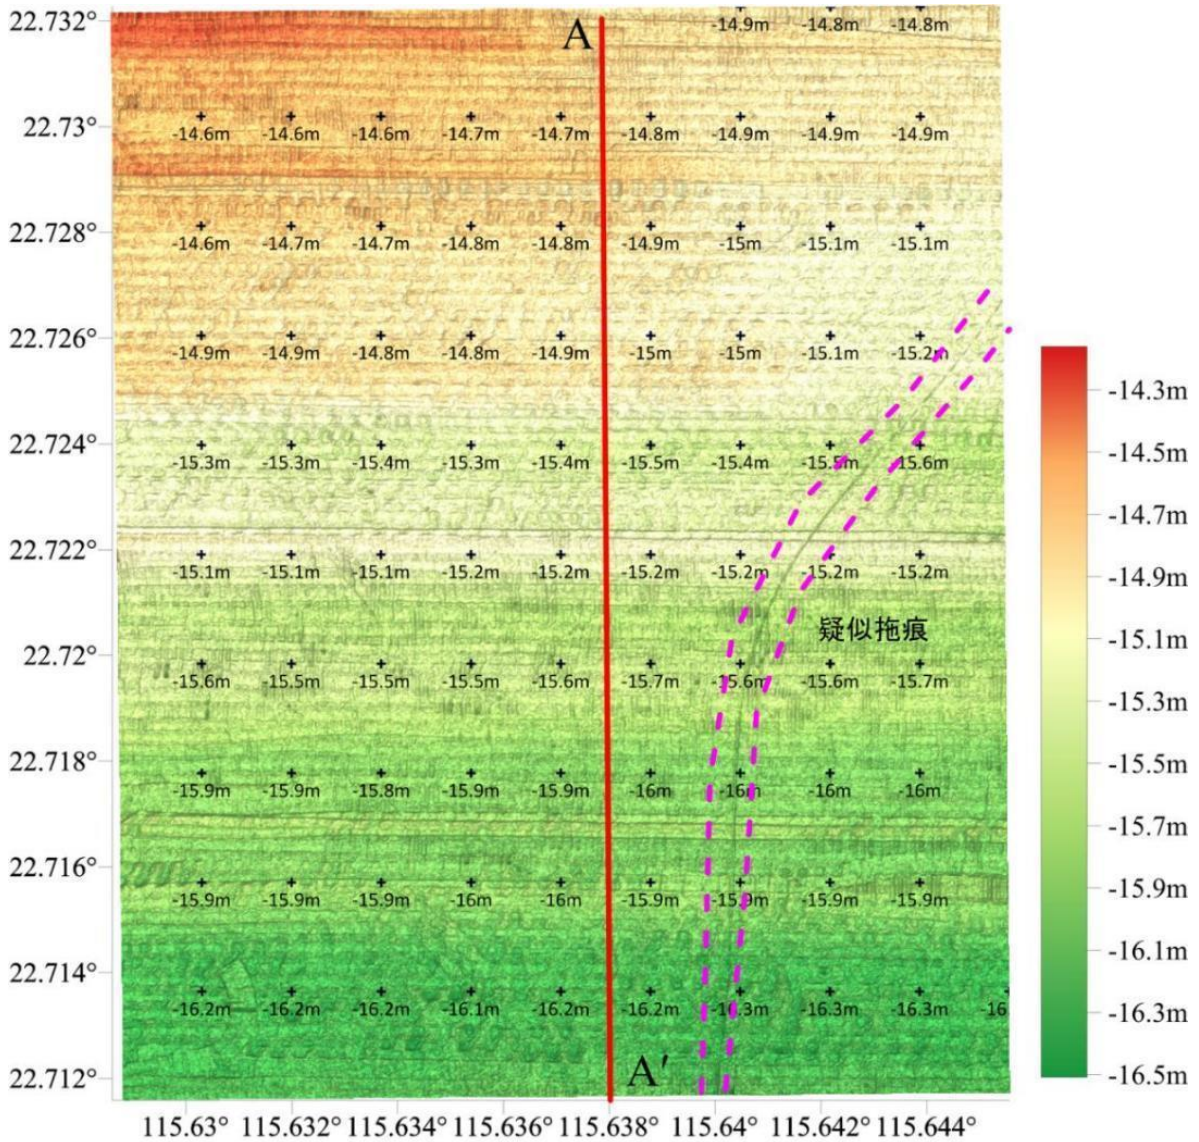 22.732°
-14.9m -14.8m -14.8m
A
22.73°
-14.6m -14.6m -14.6m -14.7m -14.7m -14.8m -14.9m -14.9m -14.9m
22.728°
-14.6m -14.7m -14.7m -14.8m -14.8m -14.9m -15m -15.1m -15.1m
22.726°
-14.9m -14.9m -14.8m -14.8m -14.9m -15m -15m -15.1m -15.2m
22.724°
-15.3m -15.3m -15.4m -15.3m -15.4m -15.5m -15.4m -15.5m -15.6m
22.722°
-15.1m -15.1m -15.1m -15.2m -15.2m -15.2m -15.2m -15.2m -15.2m
疑似拖痕
22.72°
-15.6m -15.5m -15.5m -15.5m -15.6m -15.7m -15.6m -15.6m -15.7m
22.718°
-15.9m -15.9m -15.8m -15.9m -15.9m -16m -16m -16m -16m
22.716°
-15.9m -15.9m -15.9m -16m -16m -15.9m -15.9m -15.9m -15.9m
22.714°
-16.2m -16.2m -16.2m -16.1m -16.2m -16.2m -16.3m -16.3m -16.3m -16.
22.712°
A′
115.63° 115.632° 115.634° 115.636° 115.638° 115.64° 115.642° 115.644°
-14.3m
-14.5m
-14.7m
-14.9m
-15.1m
-15.3m
-15.5m
-15.7m
-15.9m
-16.1m
-16.3m
-16.5m